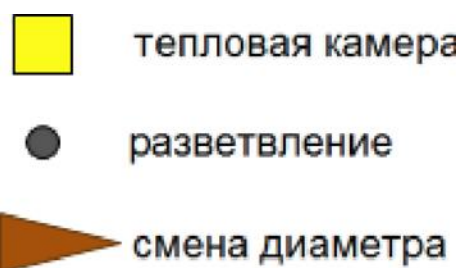 тепловая камера
разветвление
смена диаметра